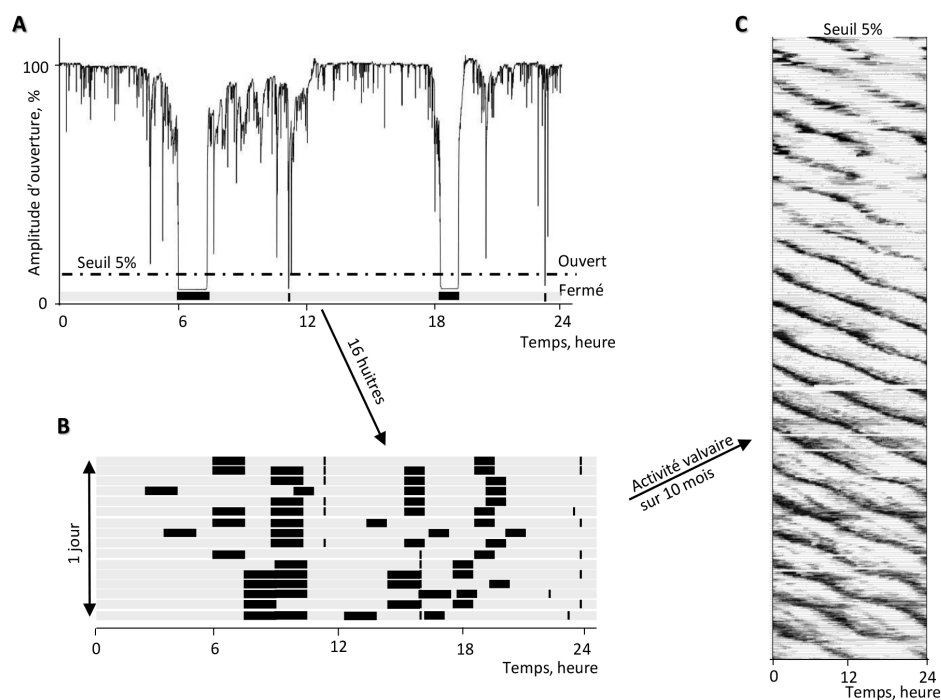 A
Amplitude d'ouverture, %
100
0
Seuil 5%
Ouvert
Fermé
0 6 12 18 24
Temps, heure
16 huitres
B
1 jour
0 6 12 18 24
Temps, heure
Activité valvaire
sur 10 mois
C
Seuil 5%
0 12 24
Temps, heure